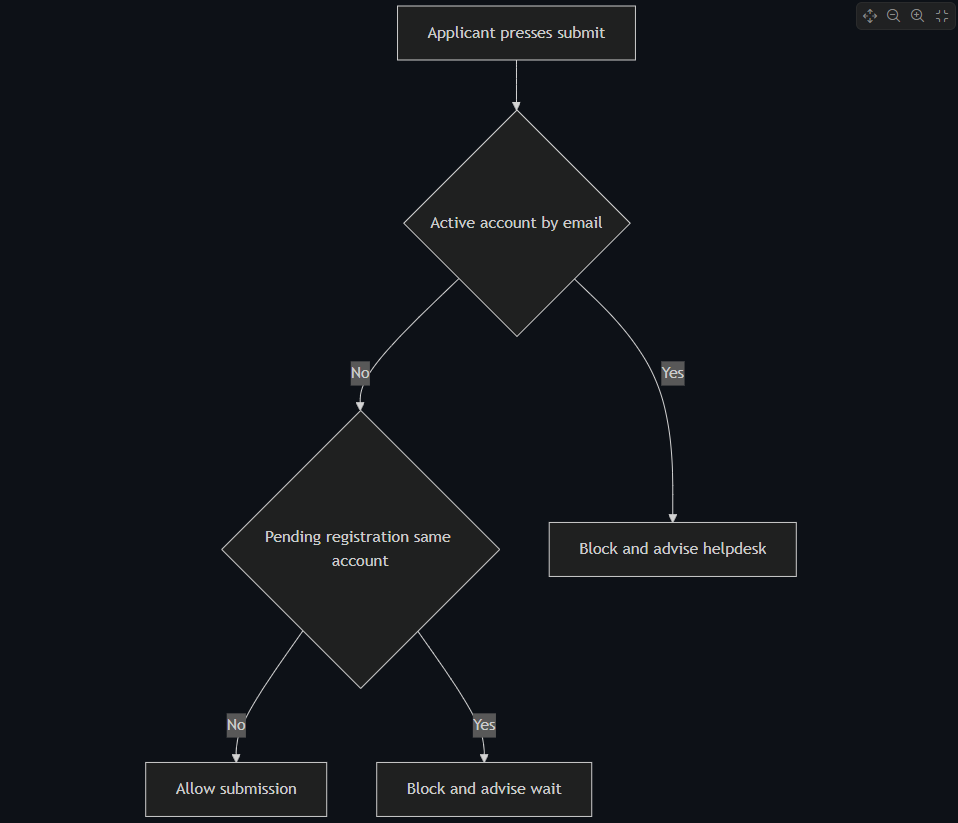 Applicant presses submit
Active account by email
No
Yes
Pending registration same
account
Block and advise helpdesk
No
Yes
Allow submission
Block and advise wait